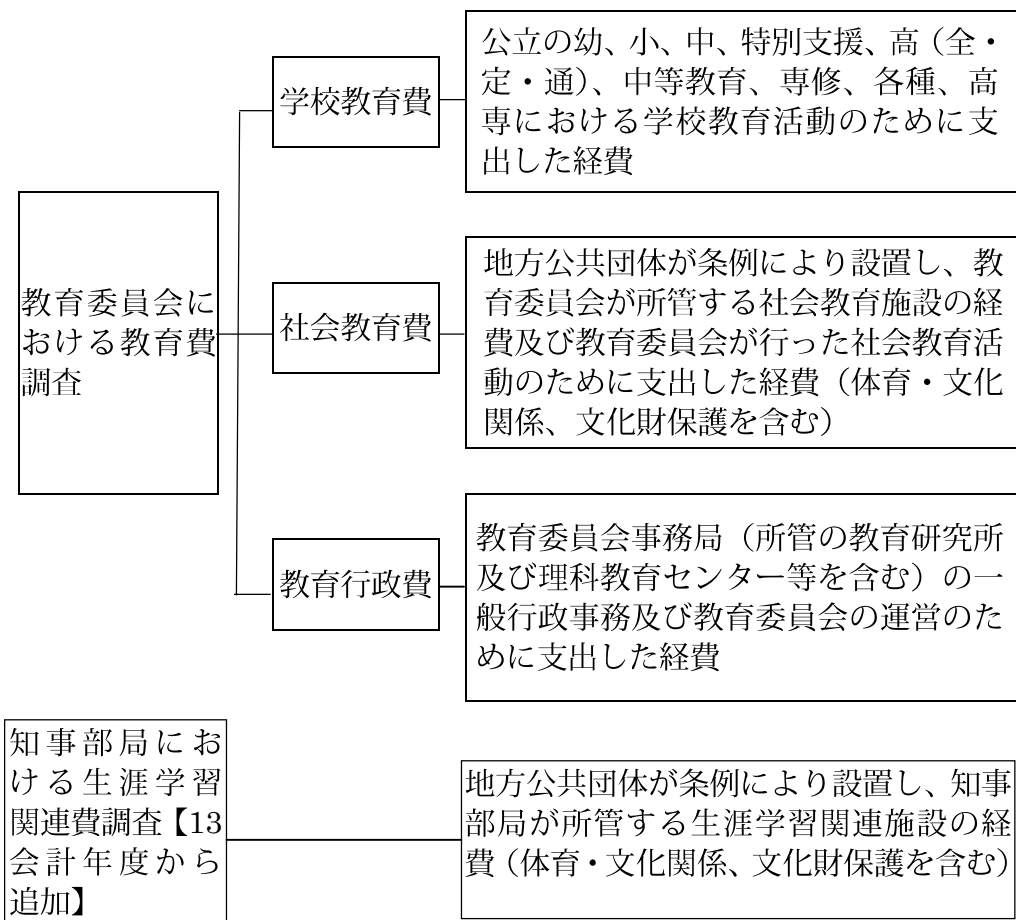 教育委員会に
おける教育費
調査
学校教育費
公立の幼、小、中、特別支援、高（全・
定・通）、中等教育、専修、各種、高
専における学校教育活動のために支
出した経費
社会教育費
地方公共団体が条例により設置し、教
育委員会が所管する社会教育施設の経
費及び教育委員会が行った社会教育活
動のために支出した経費（体育・文化
関係、文化財保護を含む）
教育行政費
教育委員会事務局（所管の教育研究所
及び理科教育センター等を含む）の一
般行政事務及び教育委員会の運営のた
めに支出した経費
知事部局にお
ける生涯学習
関連費調査【13
会計年度から
追加】
地方公共団体が条例により設置し、知事
部局が所管する生涯学習関連施設の経
費（体育・文化関係、文化財保護を含む）